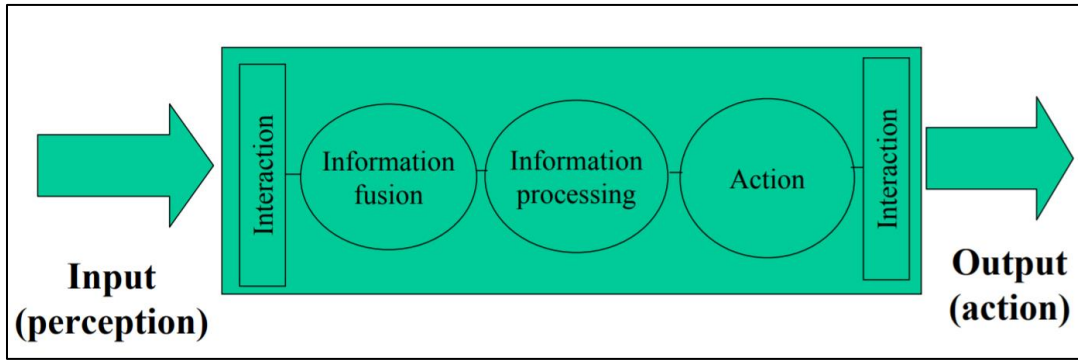 Input
(perception)
Interaction
Information
fusion
Information
processing
Action
Interaction
Output
(action)